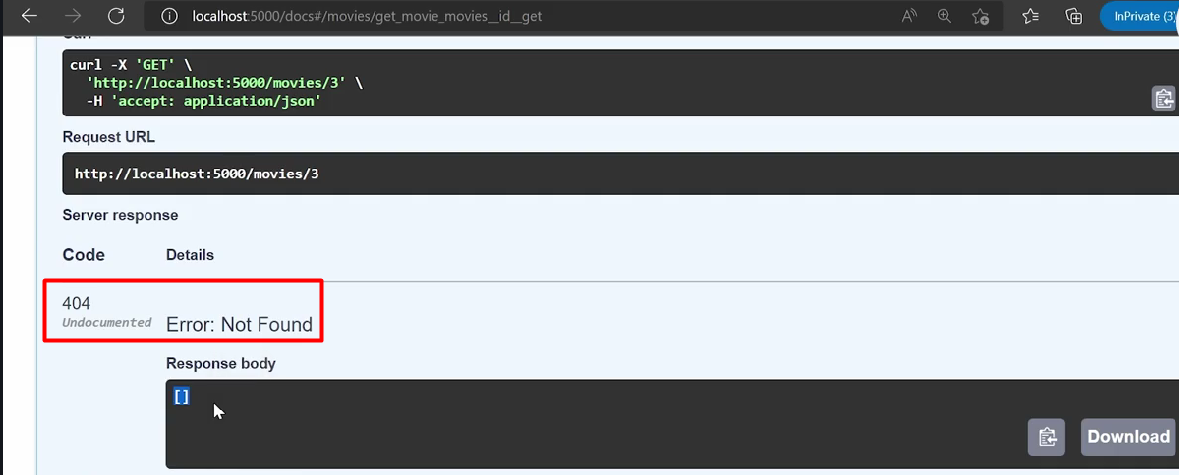 localhost:5000/docs#/movies/get_movie_movies__id__get
InPrivate (3)
curl -X 'GET' \
'http://localhost:5000/movies/3' \
-H 'accept: application/json'
Request URL
http://localhost:5000/movies/3
Server response
Code Details
404
Undocumented
Error: Not Found
Response body
[]
Download